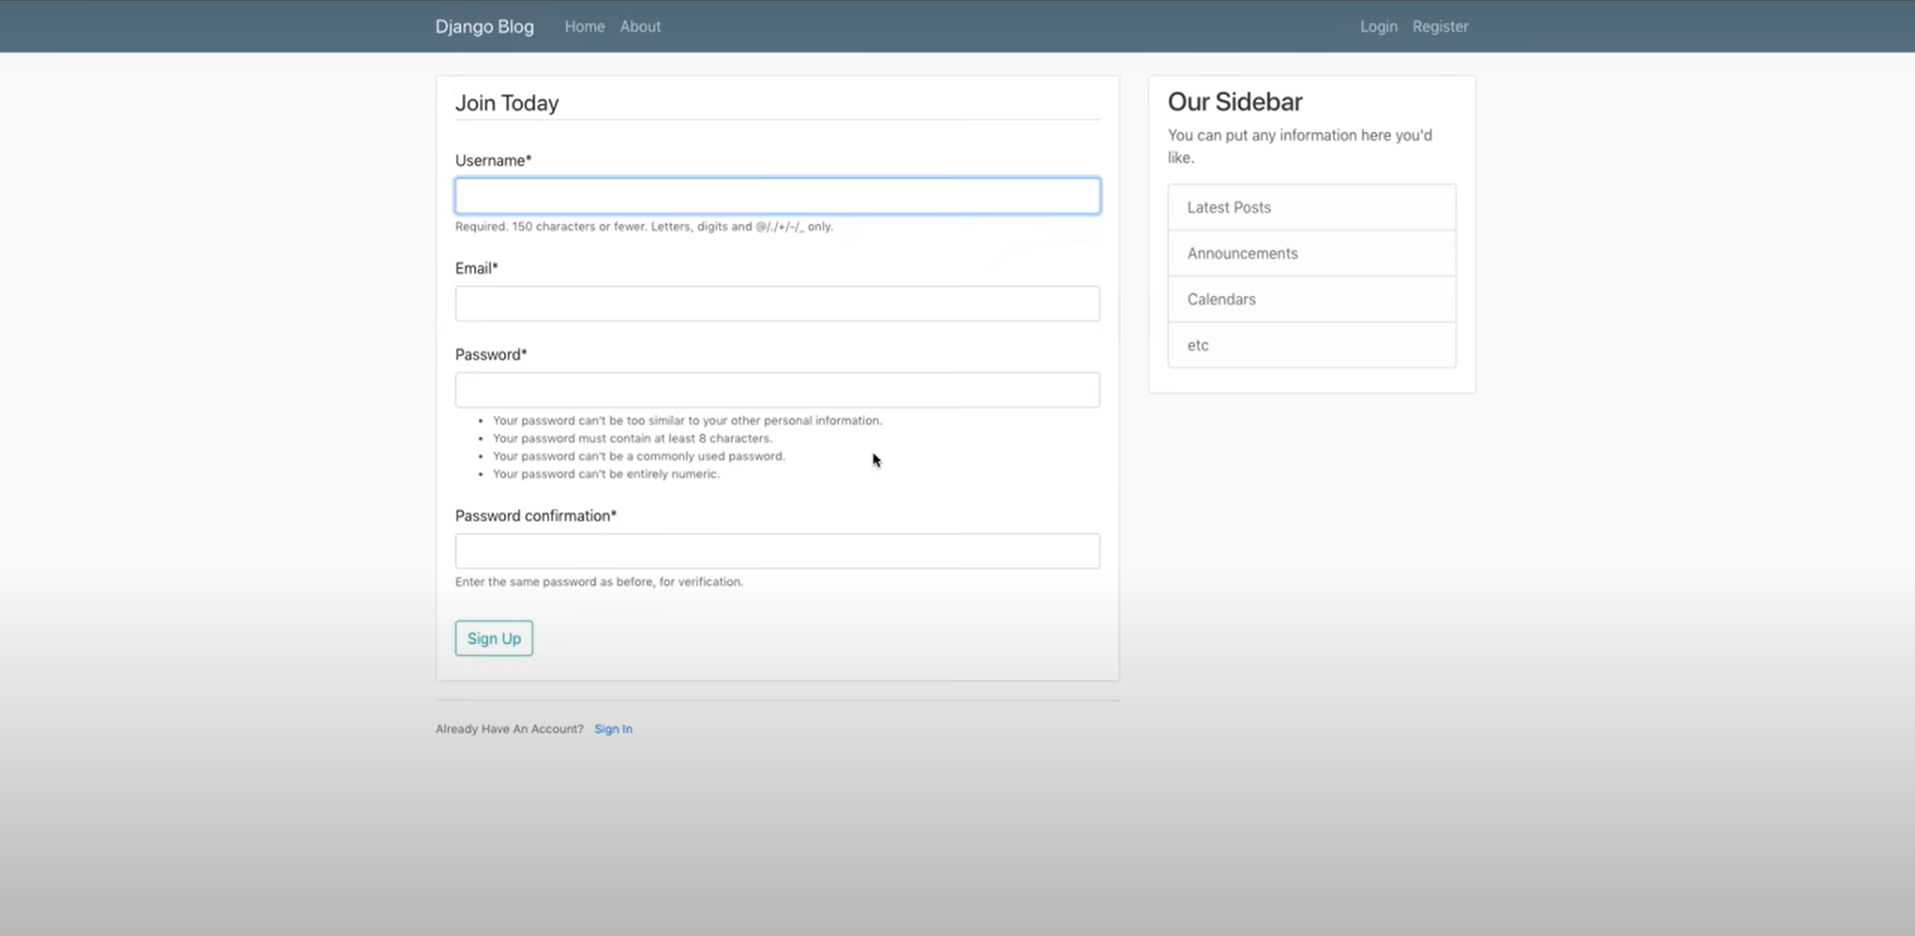 Django Blog Home About Login Register
Join Today
Username*
Required. 150 characters or fewer. Letters, digits and @/./+/-/_ only.
Email*
Password*
• Your password can't be too similar to your other personal information.
• Your password must contain at least 8 characters.
• Your password can't be a commonly used password.
• Your password can't be entirely numeric.
Password confirmation*
Enter the same password as before, for verification.
Sign Up
Already Have An Account? Sign In
Our Sidebar
You can put any information here you'd
like.
Latest Posts
Announcements
Calendars
etc